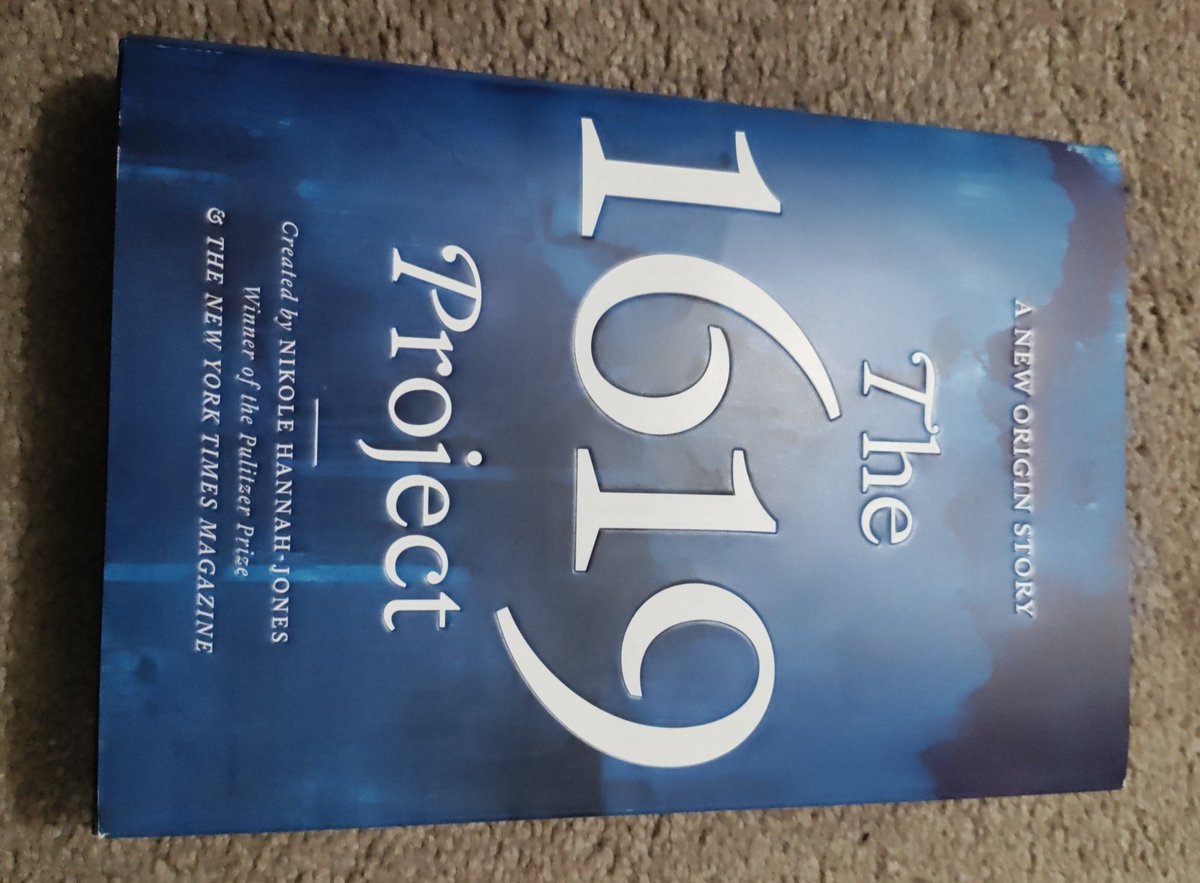 A NEW ORIGIN STORY
The
1619
Project
Created by NIKOLE HANNAH-JONES
Winner of the Pulitzer Prize
& THE NEW YORK TIMES MAGAZINE